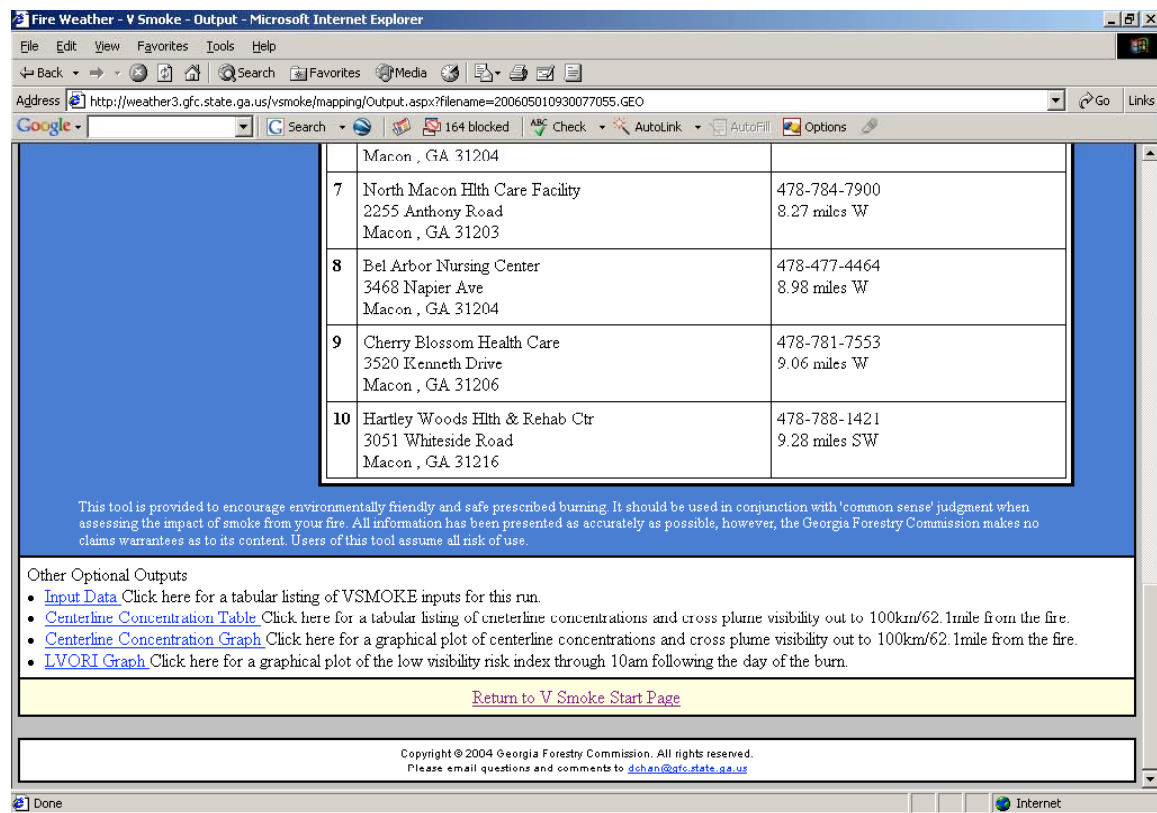 Fire Weather - V Smoke - Output - Microsoft Internet Explorer
File Edit View Favorites Tools Help
Back Search Favorites Media
Address http://weather3.gfc.state.ga.us/vsmoke/mapping/Output.aspx?filename=200605010930077055.GEO Go Links
Google Search 164 blocked ABC Check AutoLink AutoFill Options
Macon , GA 31204
7 North Macon Hlth Care Facility 478-784-7900
2255 Anthony Road 8.27 miles W
Macon , GA 31203
8 Bel Arbor Nursing Center 478-477-4464
3468 Napier Ave 8.98 miles W
Macon , GA 31204
9 Cherry Blossom Health Care 478-781-7553
3520 Kenneth Drive 9.06 miles W
Macon , GA 31206
10 Hartley Woods Hlth & Rehab Ctr 478-788-1421
3051 Whiteside Road 9.28 miles SW
Macon , GA 31216
This tool is provided to encourage environmentally friendly and safe prescribed burning. It should be used in conjunction with 'common sense' judgment when
assessing the impact of smoke from your fire. All information has been presented as accurately as possible, however, the Georgia Forestry Commission makes no
claims warrantees as to its content. Users of this tool assume all risk of use.
Other Optional Outputs
• Input Data Click here for a tabular listing of VSMOKE inputs for this run.
• Centerline Concentration Table Click here for a tabular listing of cneterline concentrations and cross plume visibility out to 100km/62.1mile from the fire.
• Centerline Concentration Graph Click here for a graphical plot of centerline concentrations and cross plume visibility out to 100km/62.1mile from the fire.
• LVORI Graph Click here for a graphical plot of the low visibility risk index through 10am following the day of the burn.
Return to V Smoke Start Page
Copyright © 2004 Georgia Forestry Commission. All rights reserved.
Please email questions and comments to dchan@gfc.state.ga.us
Done Internet